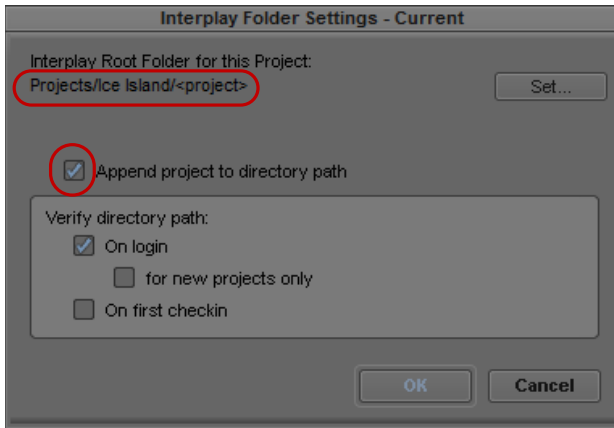 Interplay Folder Settings - Current
Interplay Root Folder for this Project:
Projects/Ice Island/<project>
Set...
Append project to directory path
Verify directory path:
On login
for new projects only
On first checkin
OK
Cancel